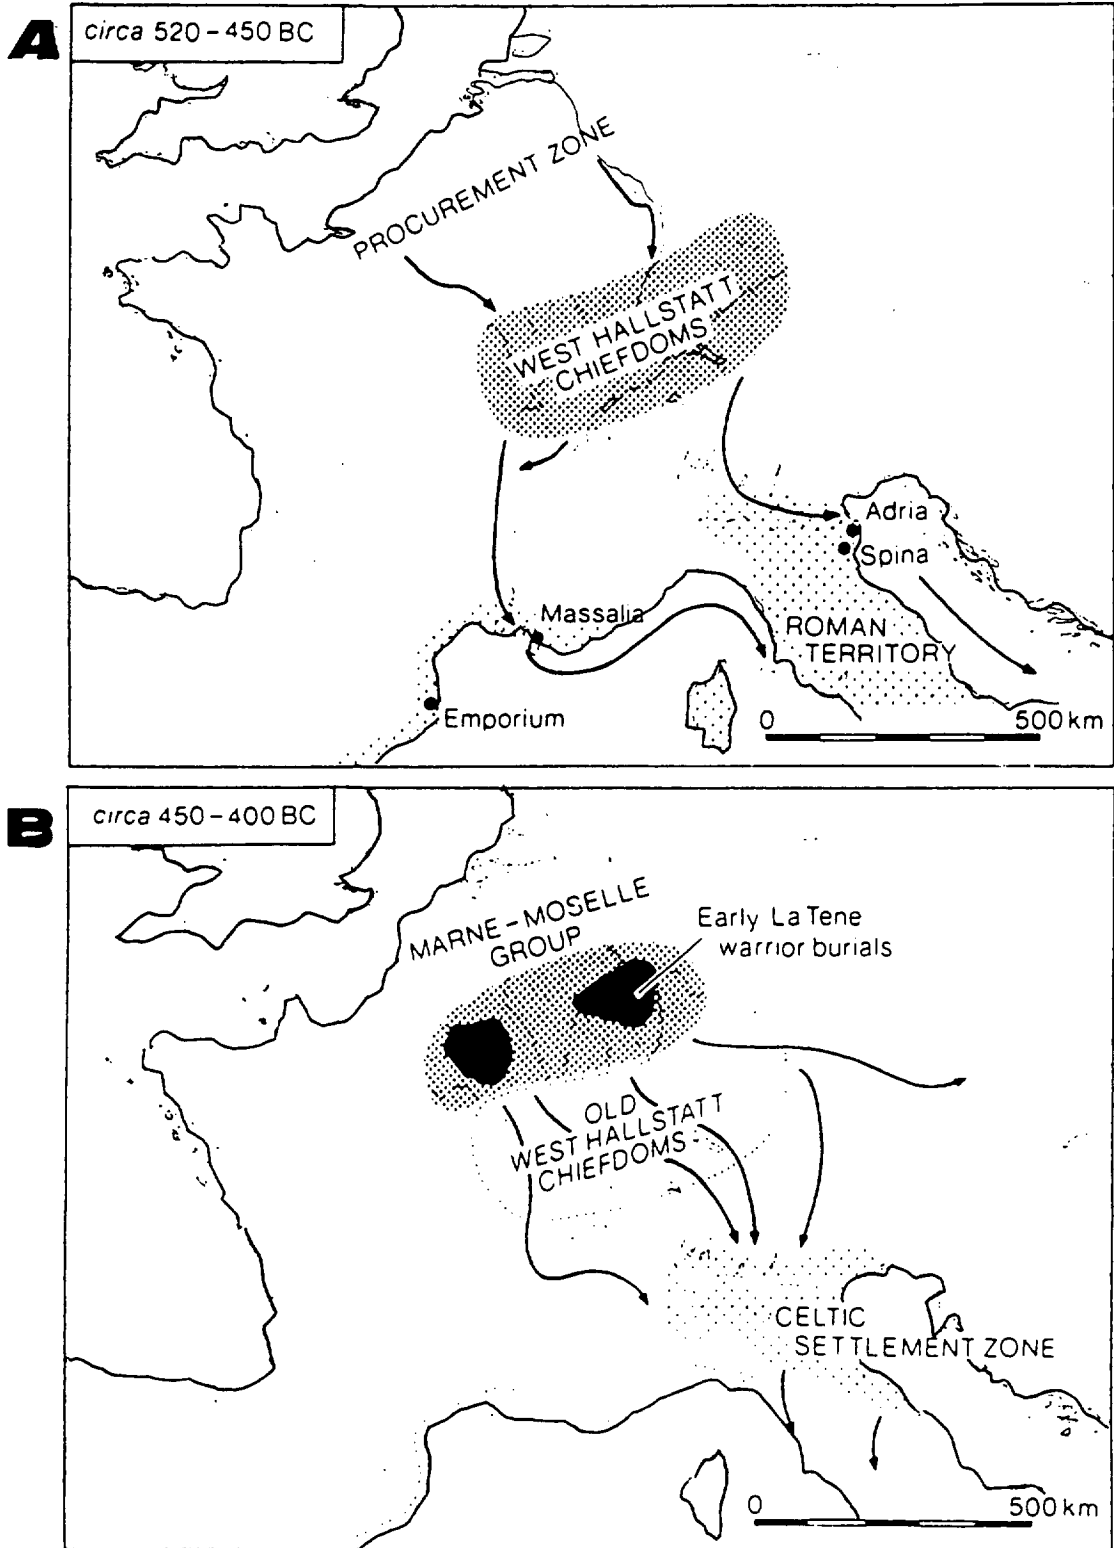 A
circa 520-450 BC
PROCUREMENT ZONE
WEST HALLSTATT
CHIEFDOMS
Adria
Spina
Massalia
ROMAN
TERRITORY
Emporium
0 500 km
B
circa 450-400 BC
MARNE-MOSELLE
GROUP
Early La Tene
warrior burials
OLD
WEST HALLSTATT
CHIEFDOMS
CELTIC
SETTLEMENT ZONE
0 500 km